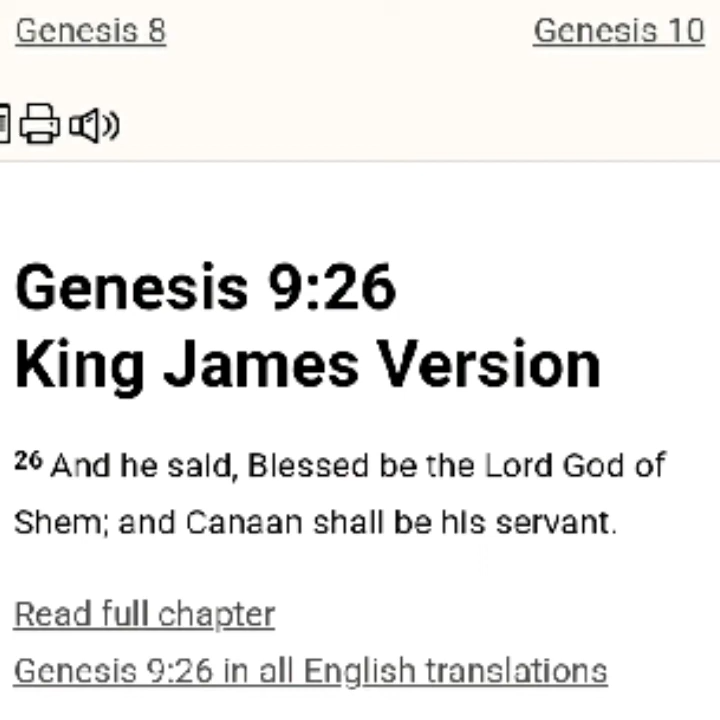 Genesis 8
Genesis 10
Genesis 9:26
King James Version
26 And he said, Blessed be the Lord God of
Shem; and Canaan shall be his servant.
Read full chapter
Genesis 9:26 in all English translations